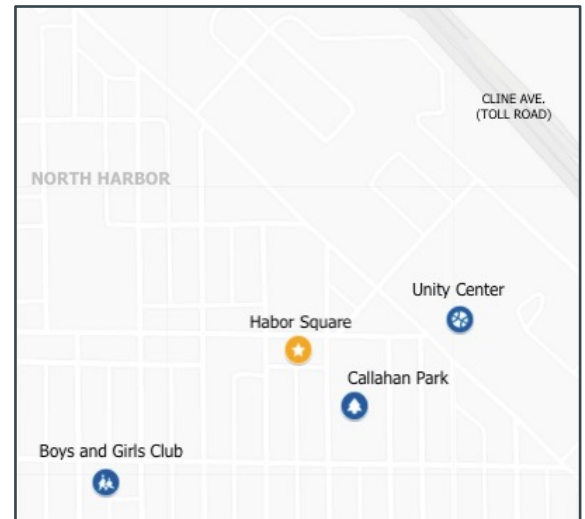 CLINE AVE.
(TOLL ROAD)
NORTH HARBOR
Unity Center
Habor Square
Callahan Park
Boys and Girls Club